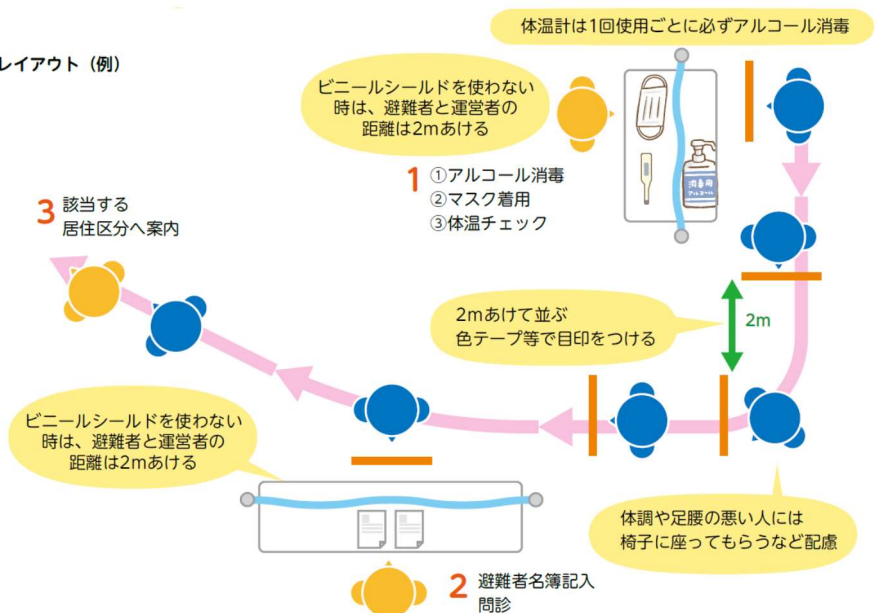 レイアウト（例）
体温計は1回使用ごとに必ずアルコール消毒
ビニールシールドを使わない
時は、避難者と運営者の
距離は2mあける
1 ①アルコール消毒
②マスク着用
③体温チェック
消毒用
アルコール
3 該当する
居住区分へ案内
2mあけて並ぶ
色テープ等で目印をつける
2m
ビニールシールドを使わない
時は、避難者と運営者の
距離は2mあける
体調や足腰の悪い人には
椅子に座ってもらうなど配慮
2 避難者名簿記入
問診